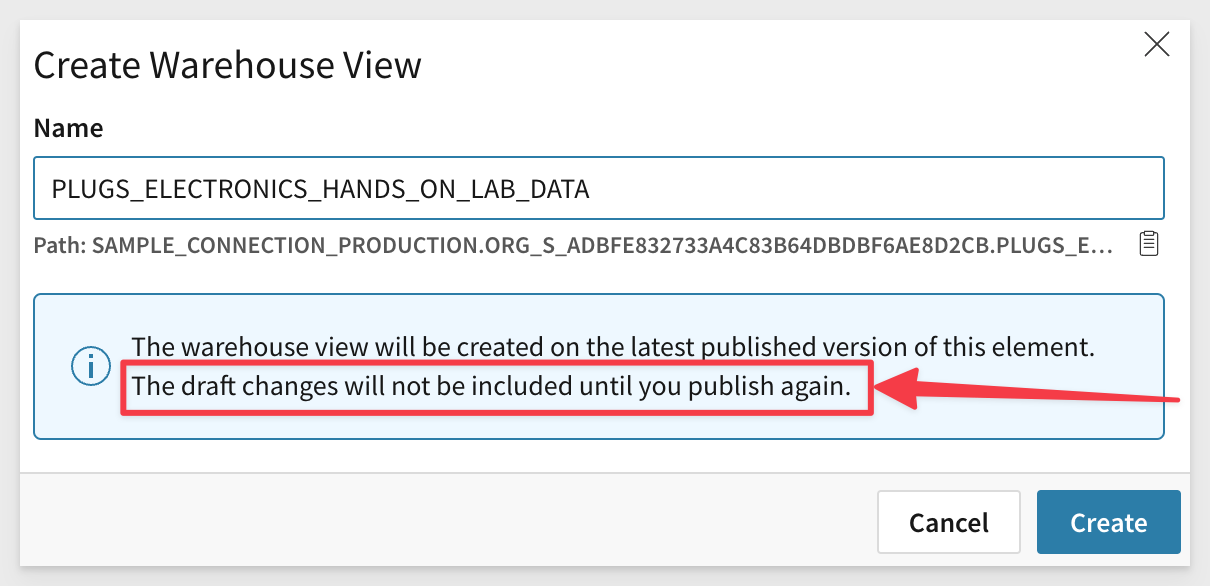 Create Warehouse View
Name
PLUGS_ELECTRONICS_HANDS_ON_LAB_DATA
Path: SAMPLE_CONNECTION_PRODUCTION.ORG_S_ADBFE832733A4C83B64DBDBF6AE8D2CB.PLUGS_E...
The warehouse view will be created on the latest published version of this element.
The draft changes will not be included until you publish again.
Cancel
Create